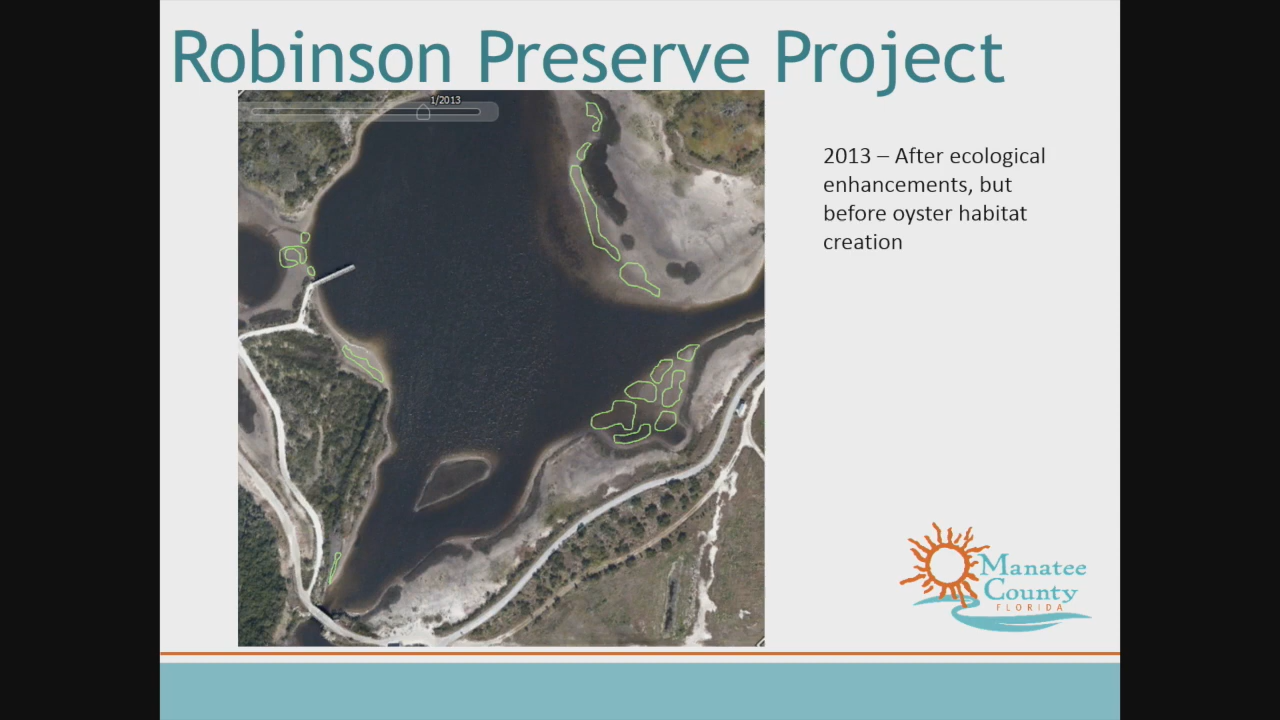 Robinson Preserve Project
1/2013
2013 – After ecological
enhancements, but
before oyster habitat
creation
Manatee
County
FLORIDA